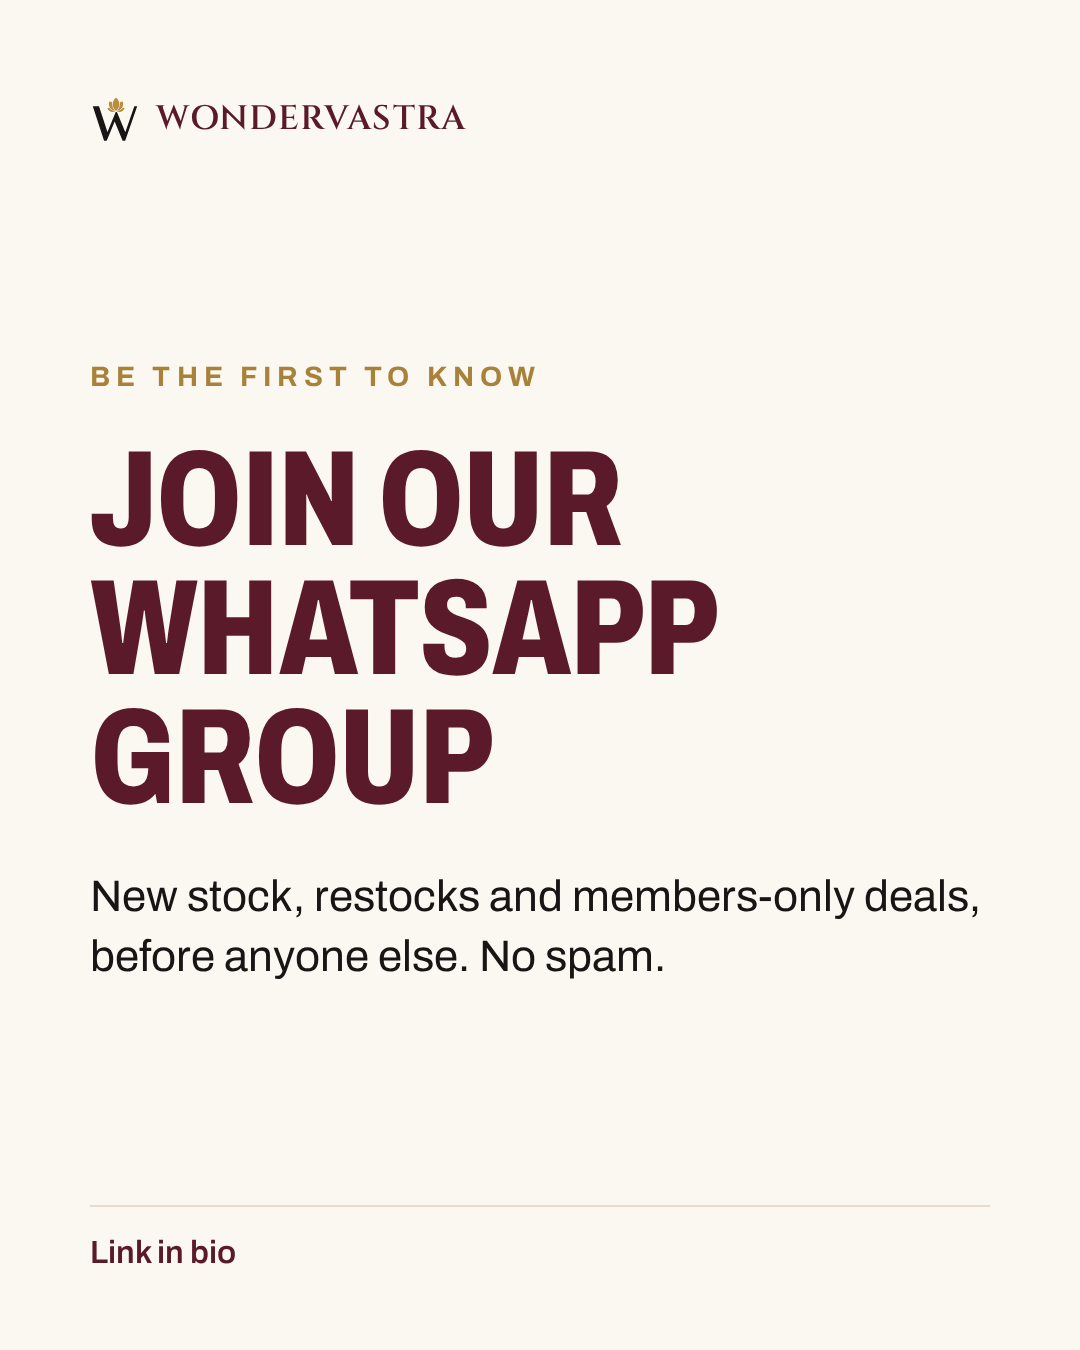 WONDERVASTRA
BE THE FIRST TO KNOW
JOIN OUR
WHATSAPP
GROUP
New stock, restocks and members-only deals,
before anyone else. No spam.
Link in bio